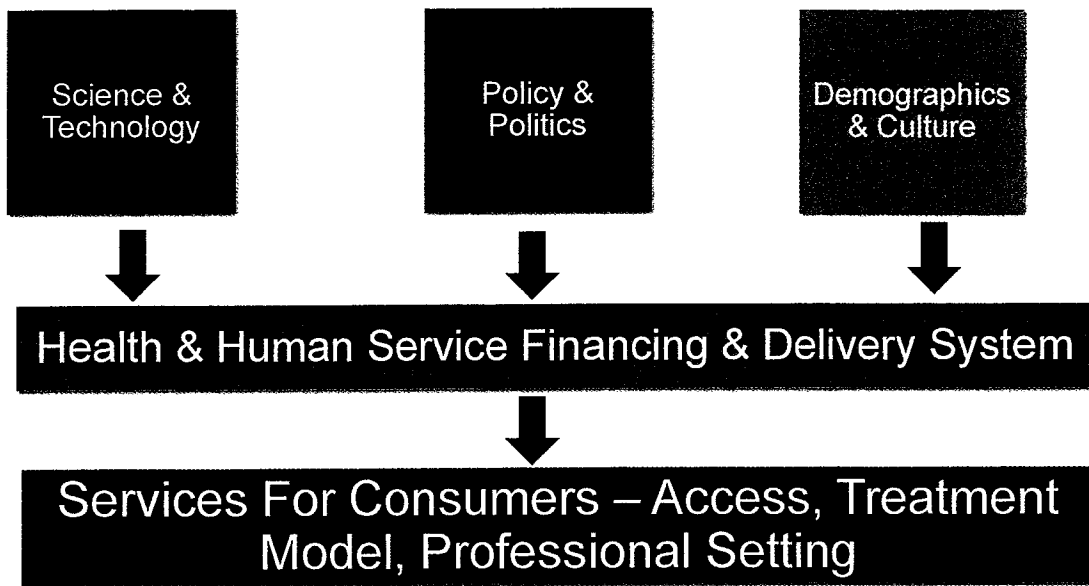 Science &
Technology
Policy &
Politics
Demographics
& Culture
Health & Human Service Financing & Delivery System
Services For Consumers – Access, Treatment
Model, Professional Setting